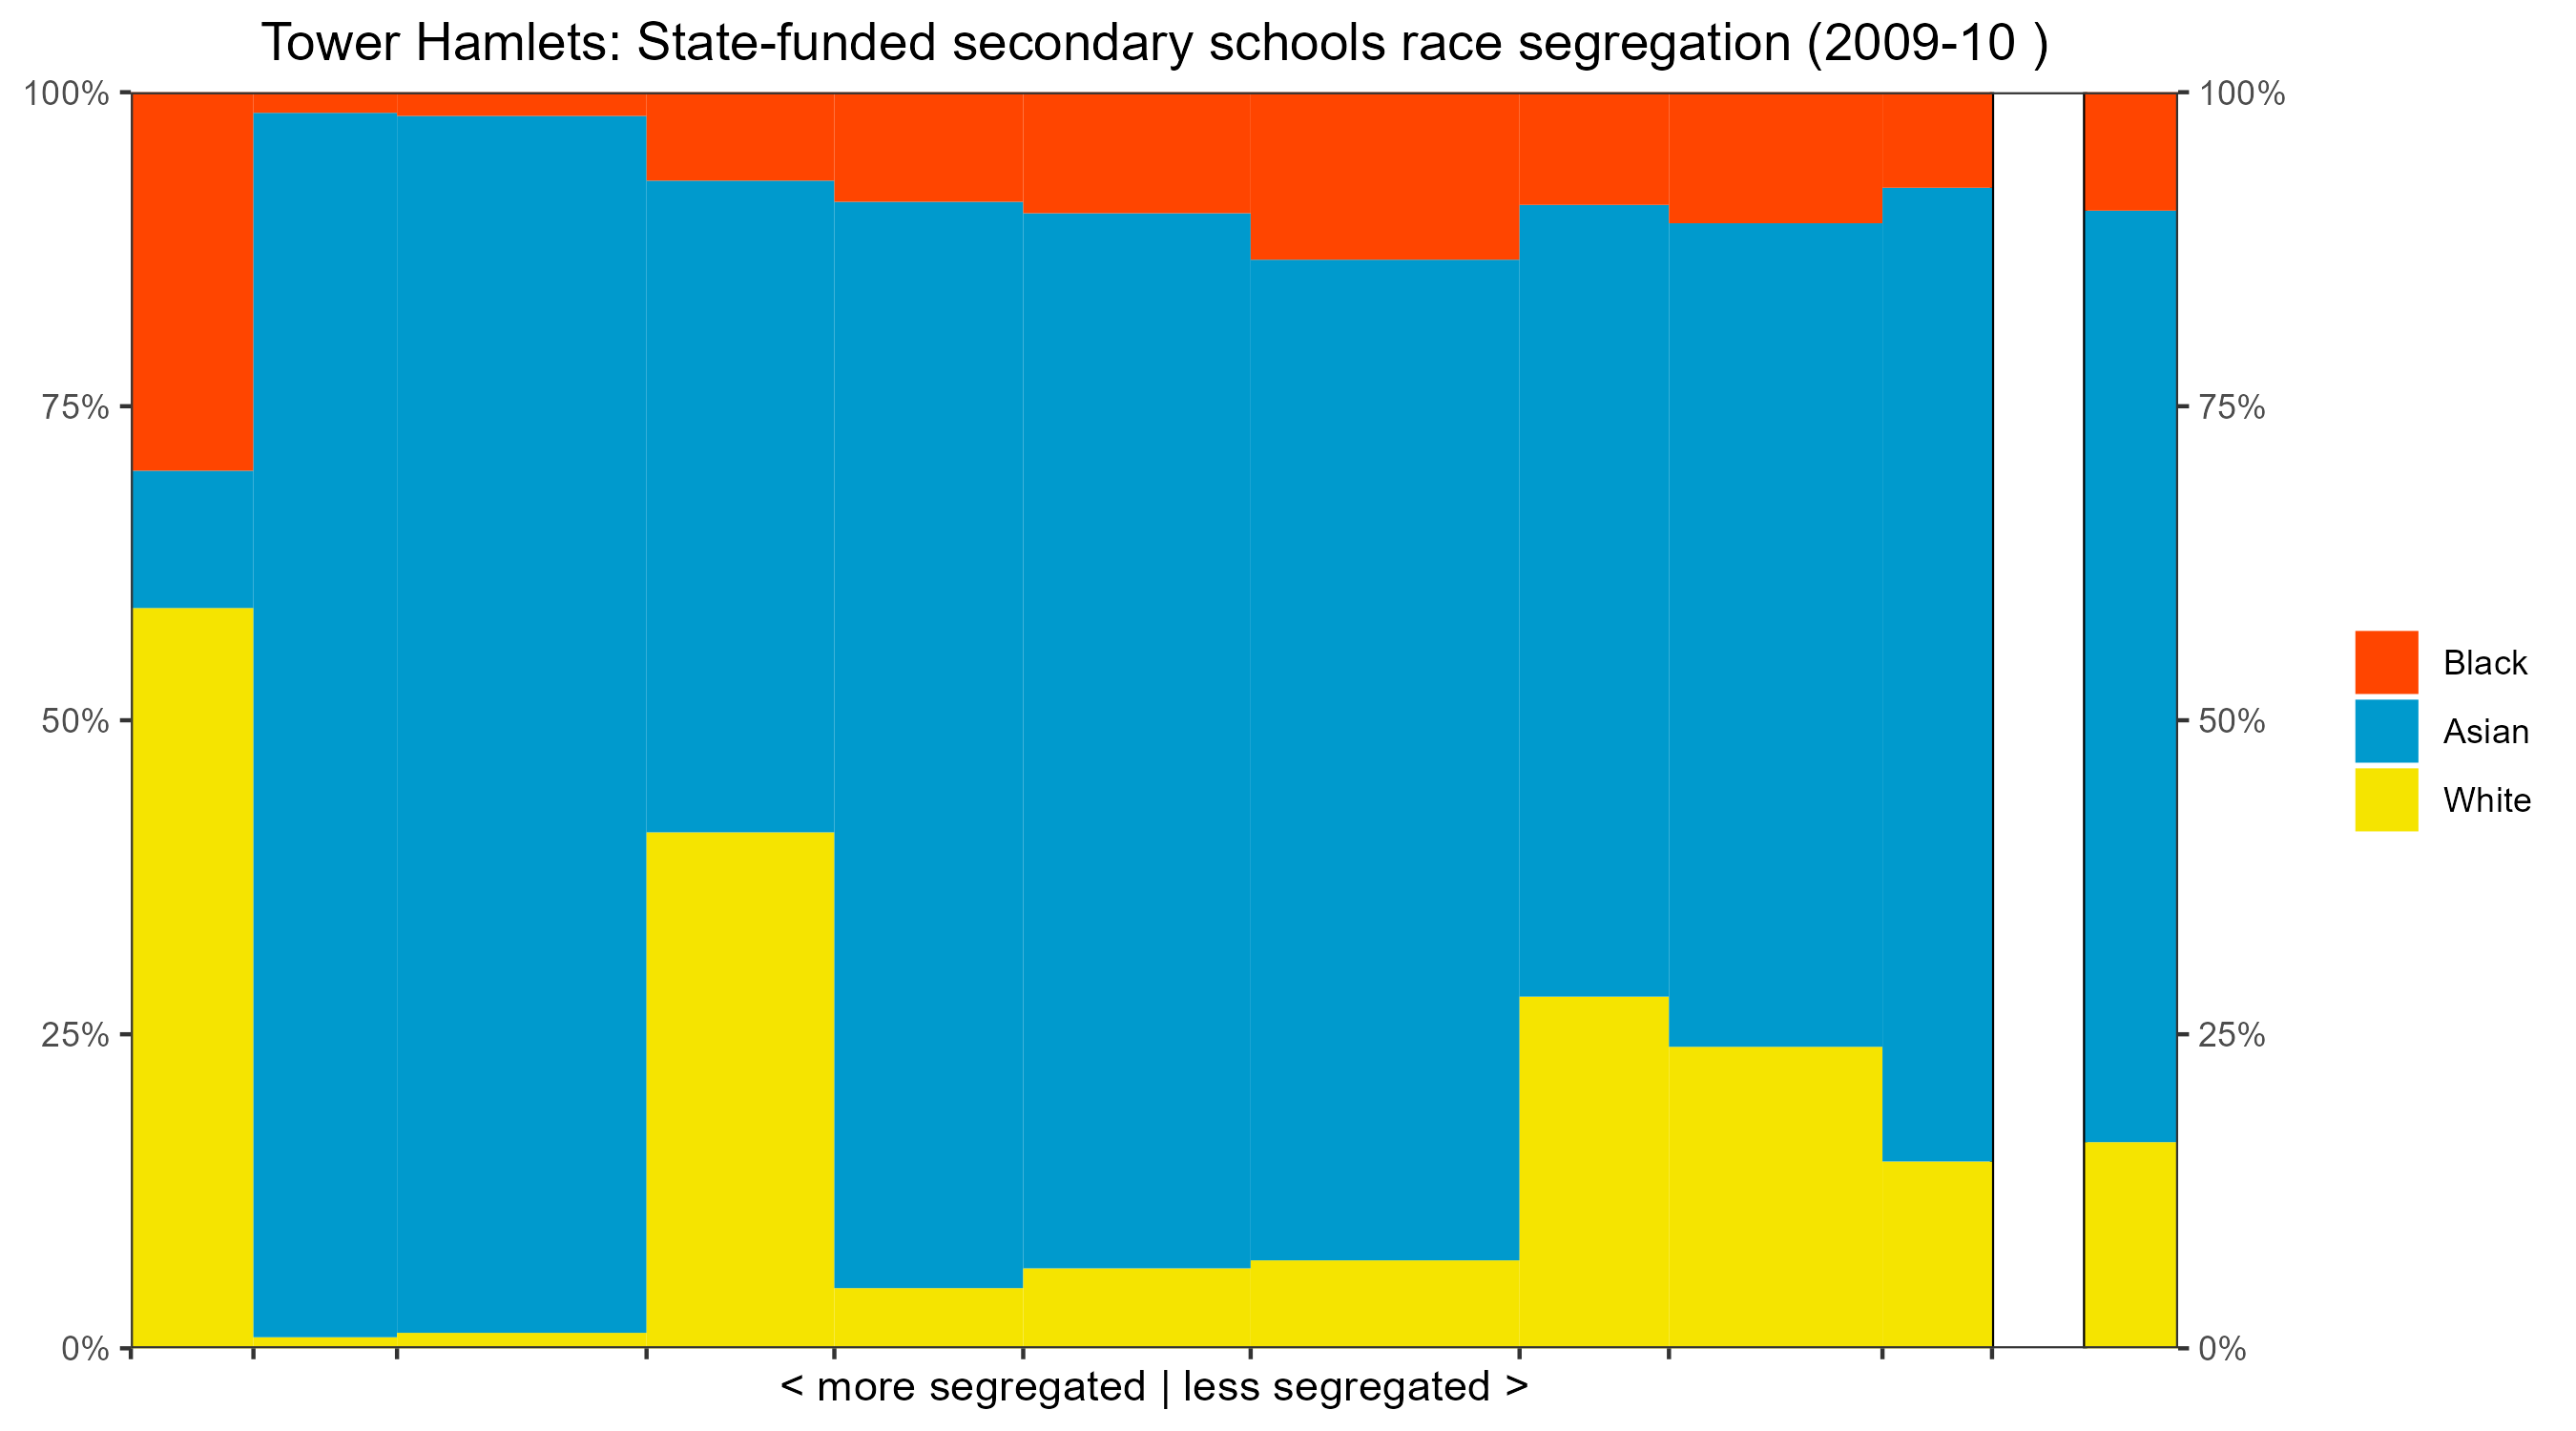 Tower Hamlets: State-funded secondary schools race segregation (2009-10 )
100%
75%
50%
25%
0%
100%
75%
50%
25%
0%
Black
Asian
White
< more segregated | less segregated >